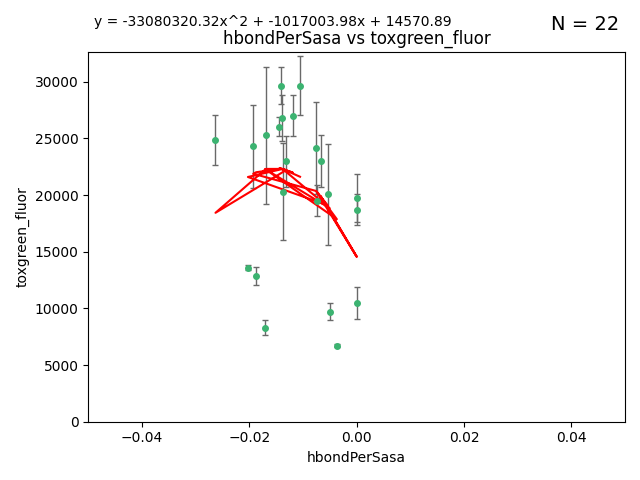 y = -33080320.32x^2 + -1017003.98x + 14570.89
N = 22
hbondPerSasa vs toxgreen_fluor
30000
25000
20000
15000
10000
5000
0
toxgreen_fluor
−0.04
−0.02
0.00
0.02
0.04
hbondPerSasa